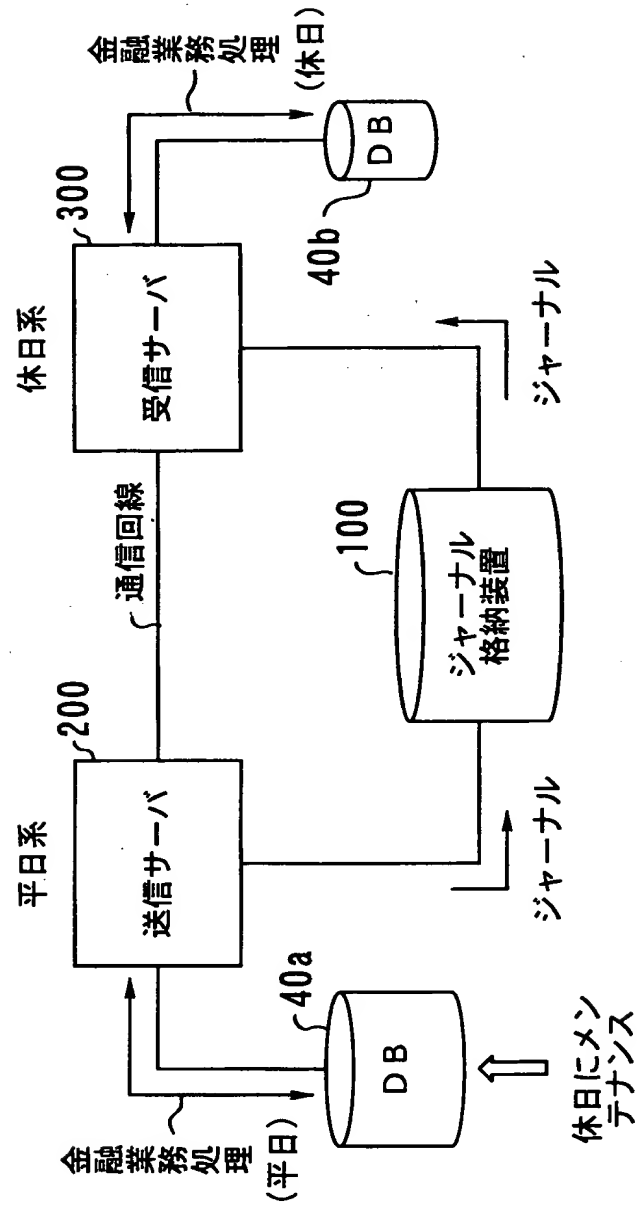 平日系
休日系
200
300
送信サーバ
受信サーバ
通信回線
金融業務処理
(平日)
金融業務処理
(休日)
40a
DB
40b
DB
100
ジャーナル
格納装置
ジャーナル
ジャーナル
休日にメン
テナンス